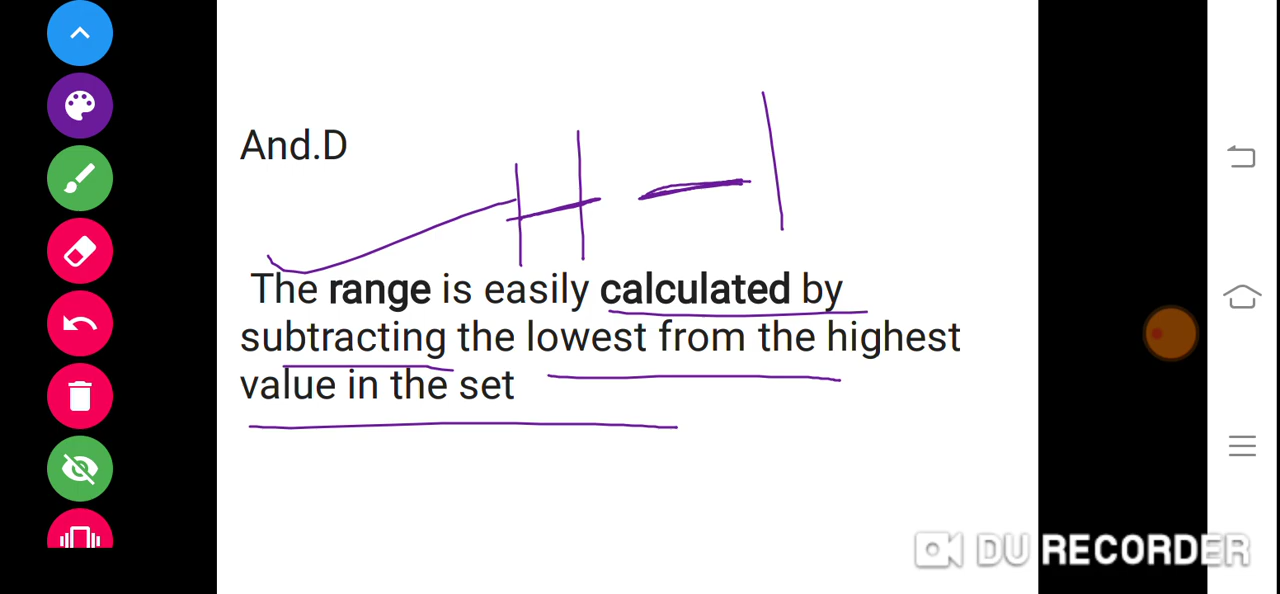 And.D
H - l
The range is easily calculated by
subtracting the lowest from the highest
value in the set
DU RECORDER